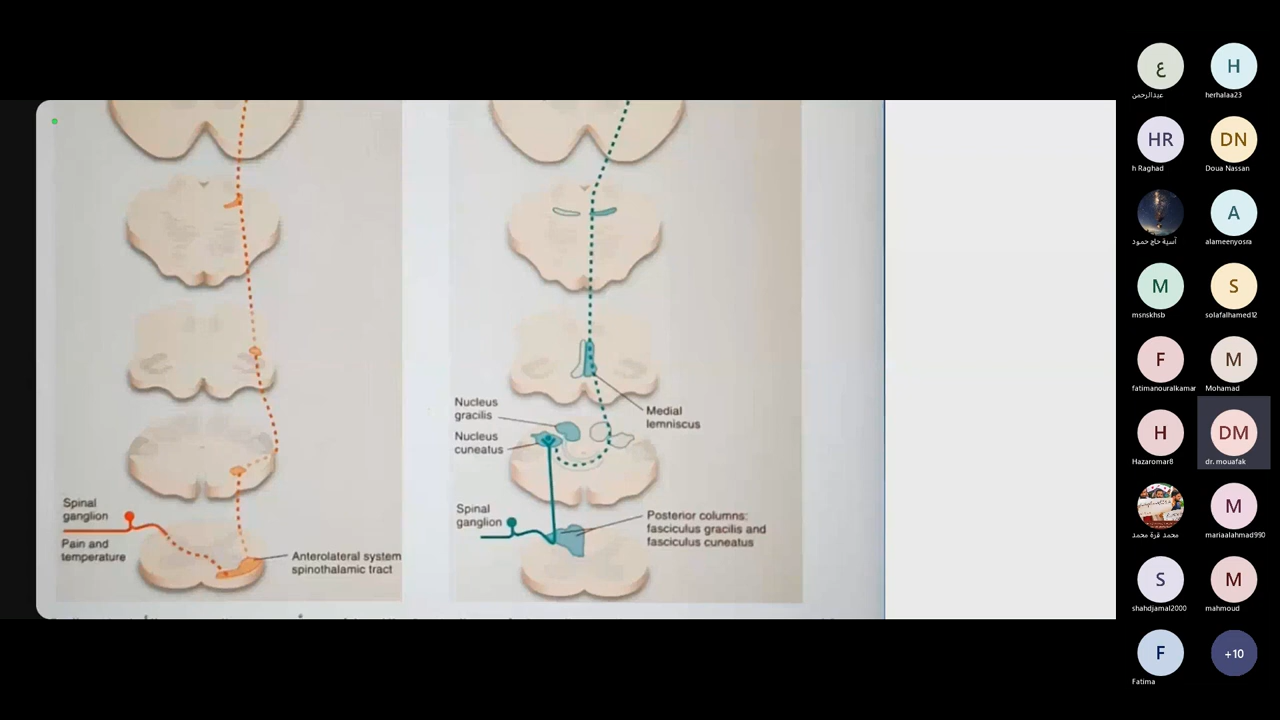 Spinal
ganglion
Pain and
temperature
Anterolateral system
spinothalamic tract
Nucleus
gracilis
Nucleus
cuneatus
Medial
lemniscus
Spinal
ganglion
Posterior columns:
fasciculus gracilis and
fasciculus cuneatus
ع
عبدالرحمن
H
herhalaa23
HR
h Raghad
DN
Doua Nassan
آسية حاج حمود
A
alameenyosra
M
msnskhsb
S
solafalhamed12
F
fatimanouralkamar
M
Mohamad
H
Hazaromar8
DM
dr. mouafak
محمد قرة محمد
M
mariaalahmad990
S
shahdjamal2000
M
mahmoud
F
Fatima
+10